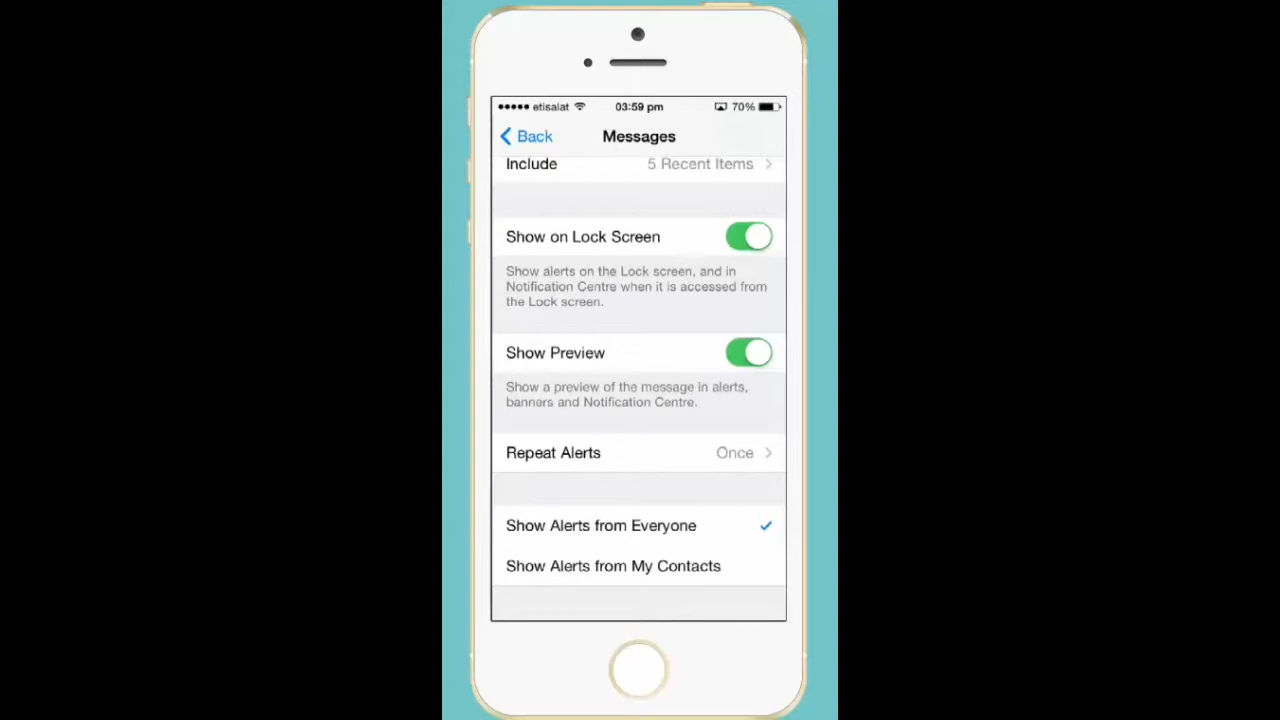 etisalat 03:59 pm 70%
Back Messages
Include 5 Recent Items
Show on Lock Screen
Show alerts on the Lock screen, and in
Notification Centre when it is accessed from
the Lock screen.
Show Preview
Show a preview of the message in alerts,
banners and Notification Centre.
Repeat Alerts Once
Show Alerts from Everyone
Show Alerts from My Contacts